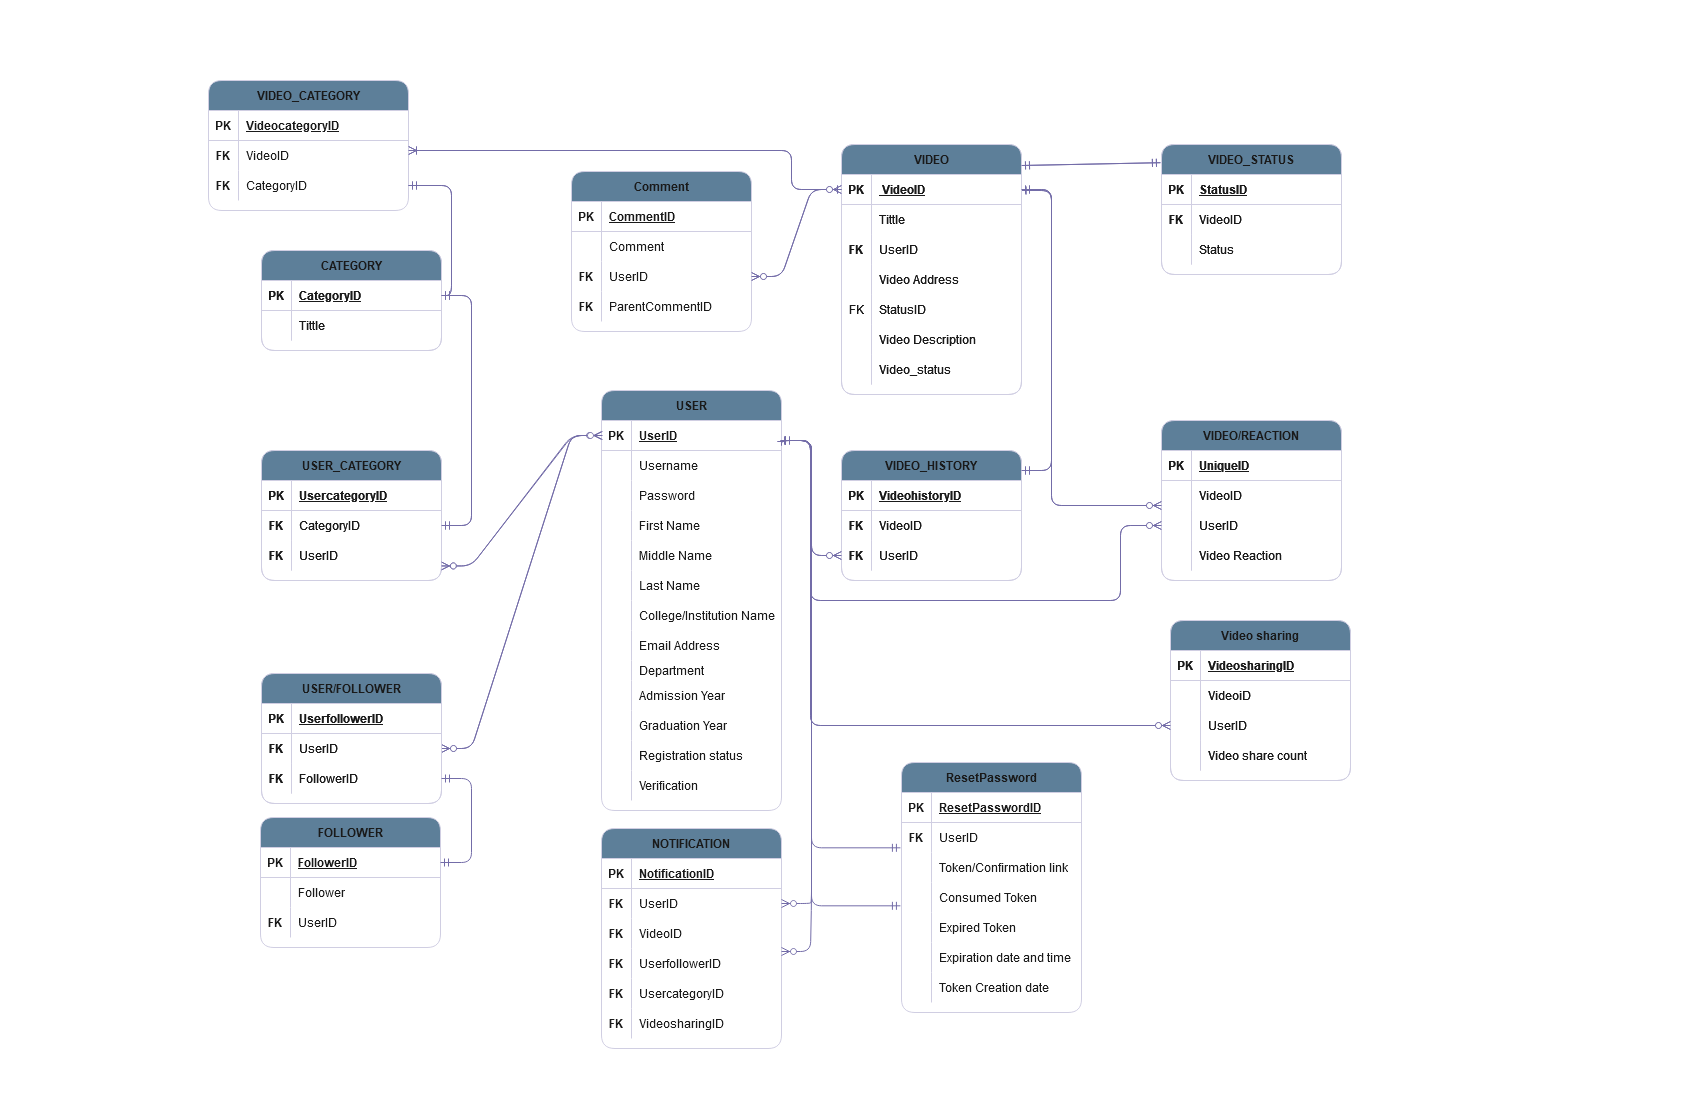 VIDEO_CATEGORY
PK VideocategoryID
FK VideoID
FK CategoryID
CATEGORY
PK CategoryID
Tittle
USER_CATEGORY
PK UsercategoryID
FK CategoryID
FK UserID
USER/FOLLOWER
PK UserfollowerID
FK UserID
FK FollowerID
FOLLOWER
PK FollowerID
Follower
FK UserID
Comment
PK CommentID
Comment
FK UserID
FK ParentCommentID
USER
PK UserID
Username
Password
First Name
Middle Name
Last Name
College/Institution Name
Email Address
Department
Admission Year
Graduation Year
Registration status
Verification
NOTIFICATION
PK NotificationID
FK UserID
FK VideoID
FK UserfollowerID
FK UsercategoryID
FK VideosharingID
VIDEO
PK VideoID
Tittle
FK UserID
Video Address
FK StatusID
Video Description
Video_status
VIDEO_HISTORY
PK VideohistoryID
FK VideoID
FK UserID
ResetPassword
PK ResetPasswordID
FK UserID
Token/Confirmation link
Consumed Token
Expired Token
Expiration date and time
Token Creation date
VIDEO_STATUS
PK StatusID
FK VideoID
Status
VIDEO/REACTION
PK UniqueID
VideoID
UserID
Video Reaction
Video sharing
PK VideosharingID
VideoiD
UserID
Video share count